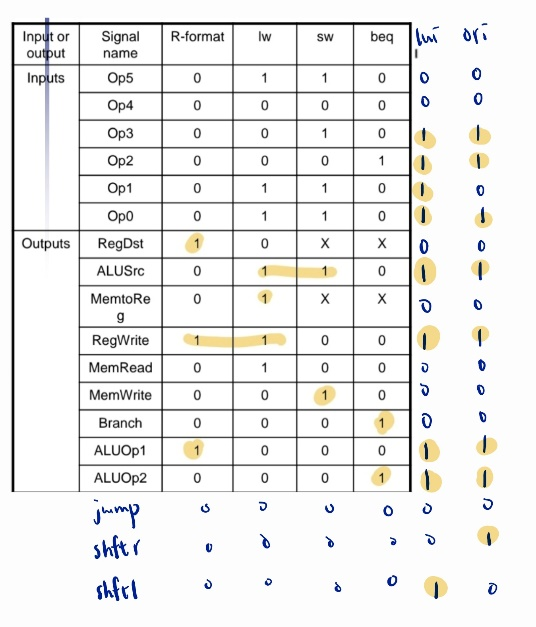 Input or output Signal name R-format lw sw beq lui ori
Inputs Op5 0 1 1 0 0 0
Op4 0 0 0 0 0 0
Op3 0 0 1 0 1 1
Op2 0 0 0 1 1 1
Op1 0 1 1 0 1 0
Op0 0 1 1 0 1 1
Outputs RegDst 1 0 X X 0 0
ALUSrc 0 1 1 0 1 1
MemtoReg 0 1 X X 0 0
RegWrite 1 1 0 0 1 1
MemRead 0 1 0 0 0 0
MemWrite 0 0 1 0 0 0
Branch 0 0 0 1 0 0
ALUOp1 1 0 0 0 1 1
ALUOp2 0 0 0 1 1 1
jump 0 0 0 0 0 0
shftr 0 0 0 0 0 1
shftl 0 0 0 0 1 0